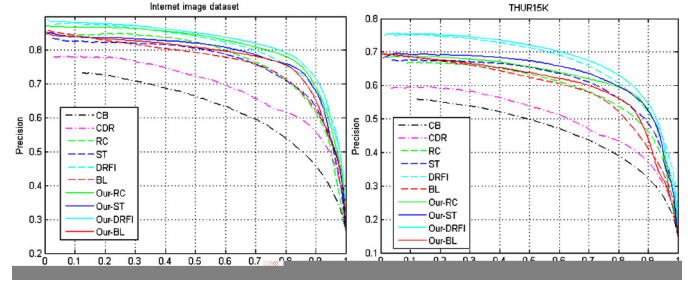 Internet image dataset
0.9
0.8
0.7
0.6
0.5
0.4
0.3
0.2
Precision
CB
CDR
RC
ST
DRFI
BL
Our-RC
Our-ST
Our-DRFI
Our-BL
0 0.1 0.2 0.3 0.4 0.5 0.6 0.7 0.8 0.9 1
THUR15K
0.8
0.7
0.6
0.5
0.4
0.3
0.2
0.1
Precision
CB
CDR
RC
ST
DRFI
BL
Our-RC
Our-ST
Our-DRFI
Our-BL
0 0.1 0.2 0.3 0.4 0.5 0.6 0.7 0.8 0.9 1